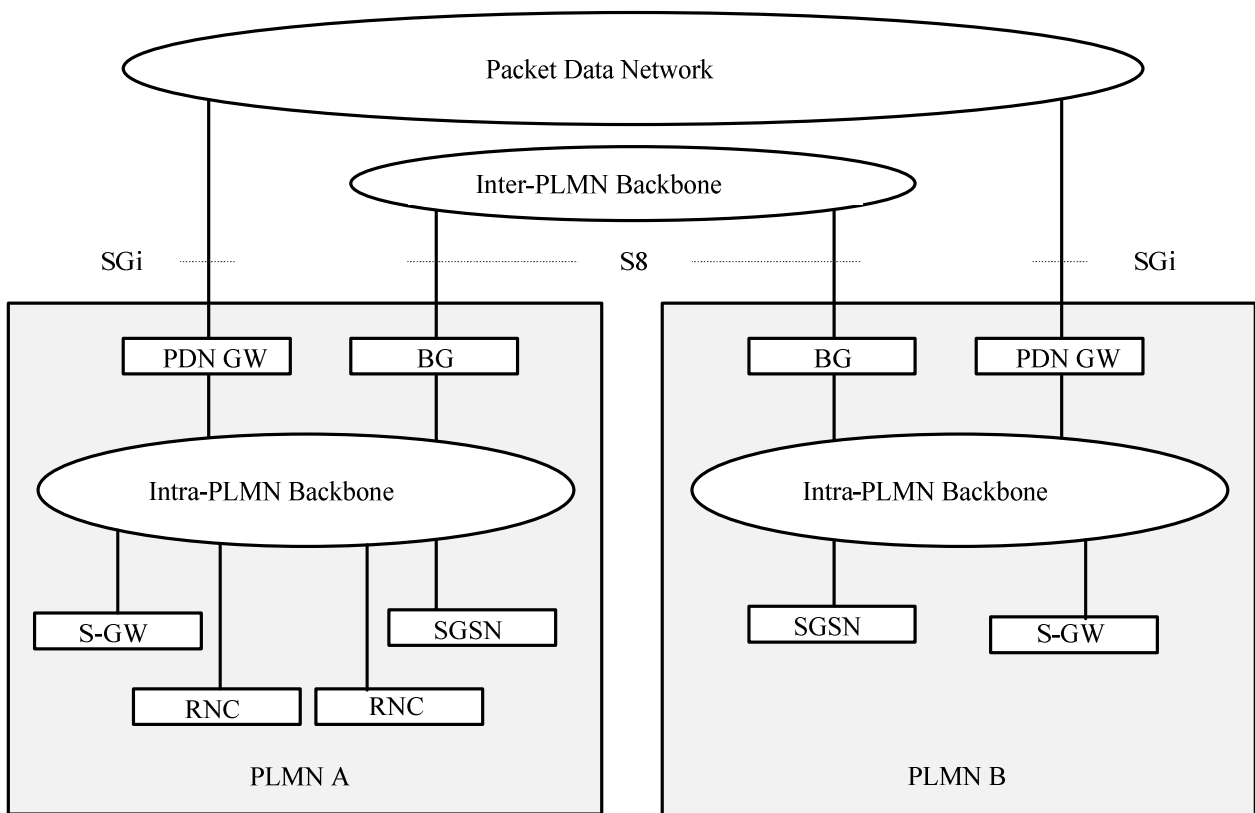 Packet Data Network
Inter-PLMN Backbone
SGi
S8
SGi
PDN GW
BG
BG
PDN GW
Intra-PLMN Backbone
Intra-PLMN Backbone
S-GW
SGSN
SGSN
S-GW
RNC
RNC
PLMN A
PLMN B